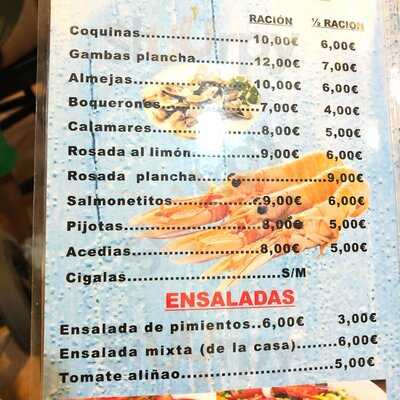 RACIÓN ½ RACIÓN
Coquinas.....................10,00€ 6,00€
Gambas plancha............12,00€ 7,00€
Almejas......................10,00€ 6,00€
Boquerones..................7,00€ 4,00€
Calamares....................8,00€ 5,00€
Rosada al limón............9,00€ 6,00€
Rosada plancha......................9,00€
Salmonetitos...............9,00€ 6,00€
Pijotas.........................8,00€ 5,00€
Acedias.......................8,00€ 5,00€
Cigalas............................S/M
ENSALADAS
Ensalada de pimientos..6,00€ 3,00€
Ensalada mixta (de la casa).......6,00€
Tomate aliñao........................5,00€